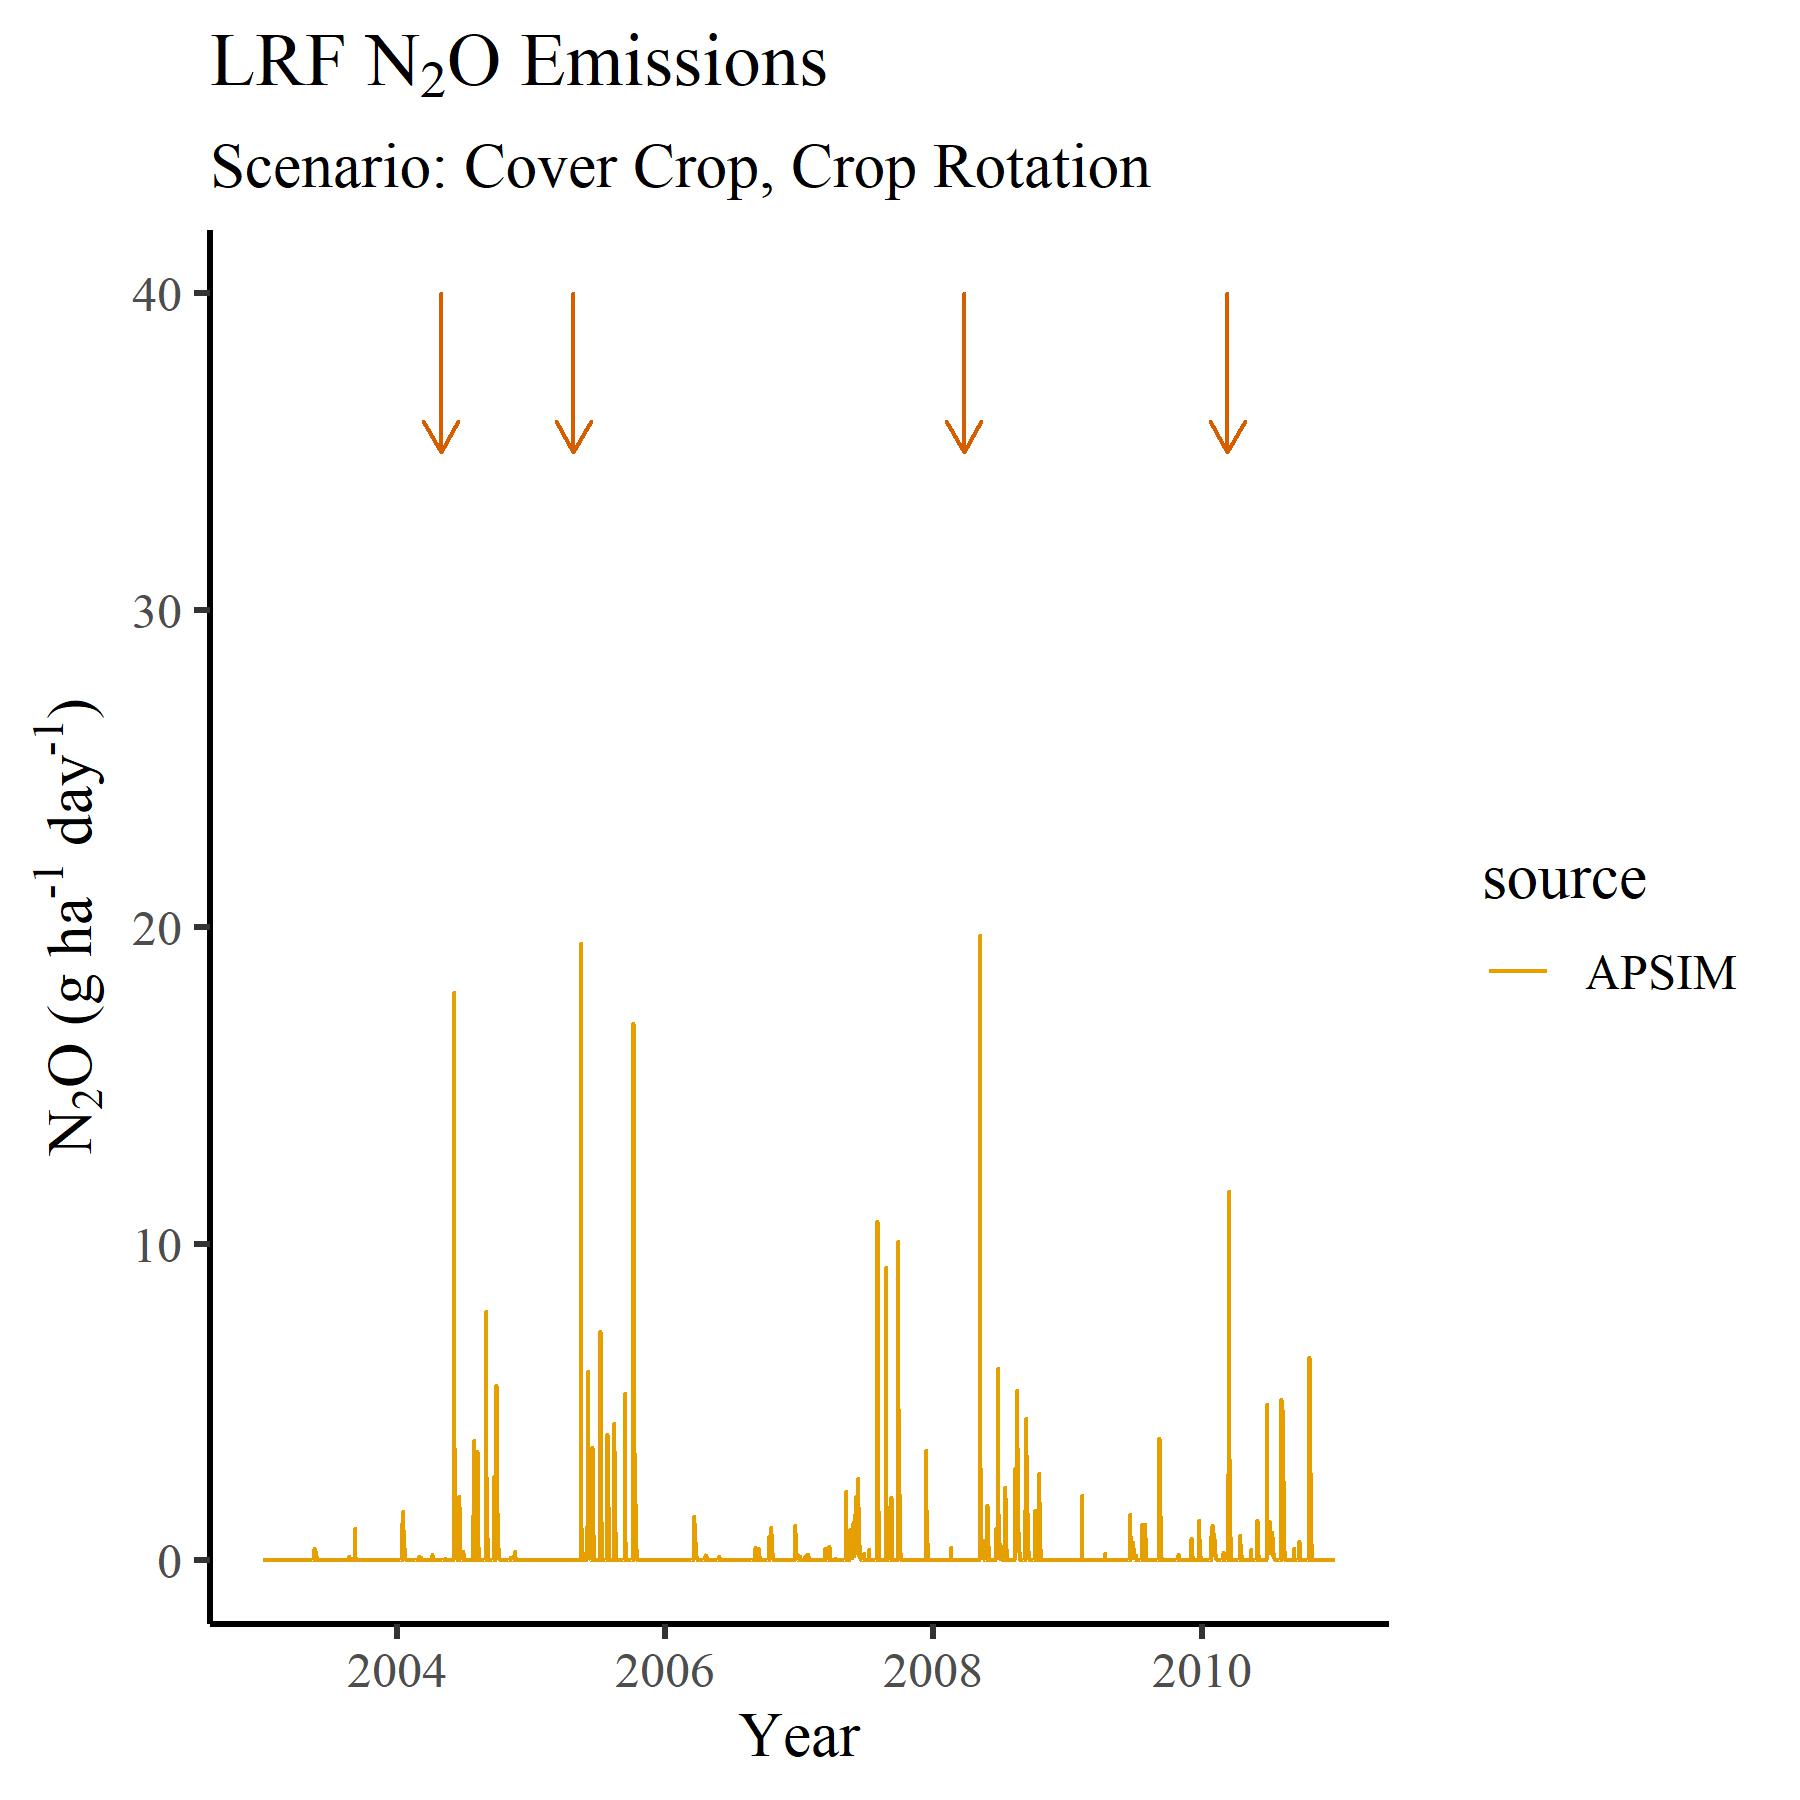 LRF N₂O Emissions
Scenario: Cover Crop, Crop Rotation
N₂O (g ha⁻¹ day⁻¹)
40
30
20
10
0
2004 2006 2008 2010
Year
source
APSIM